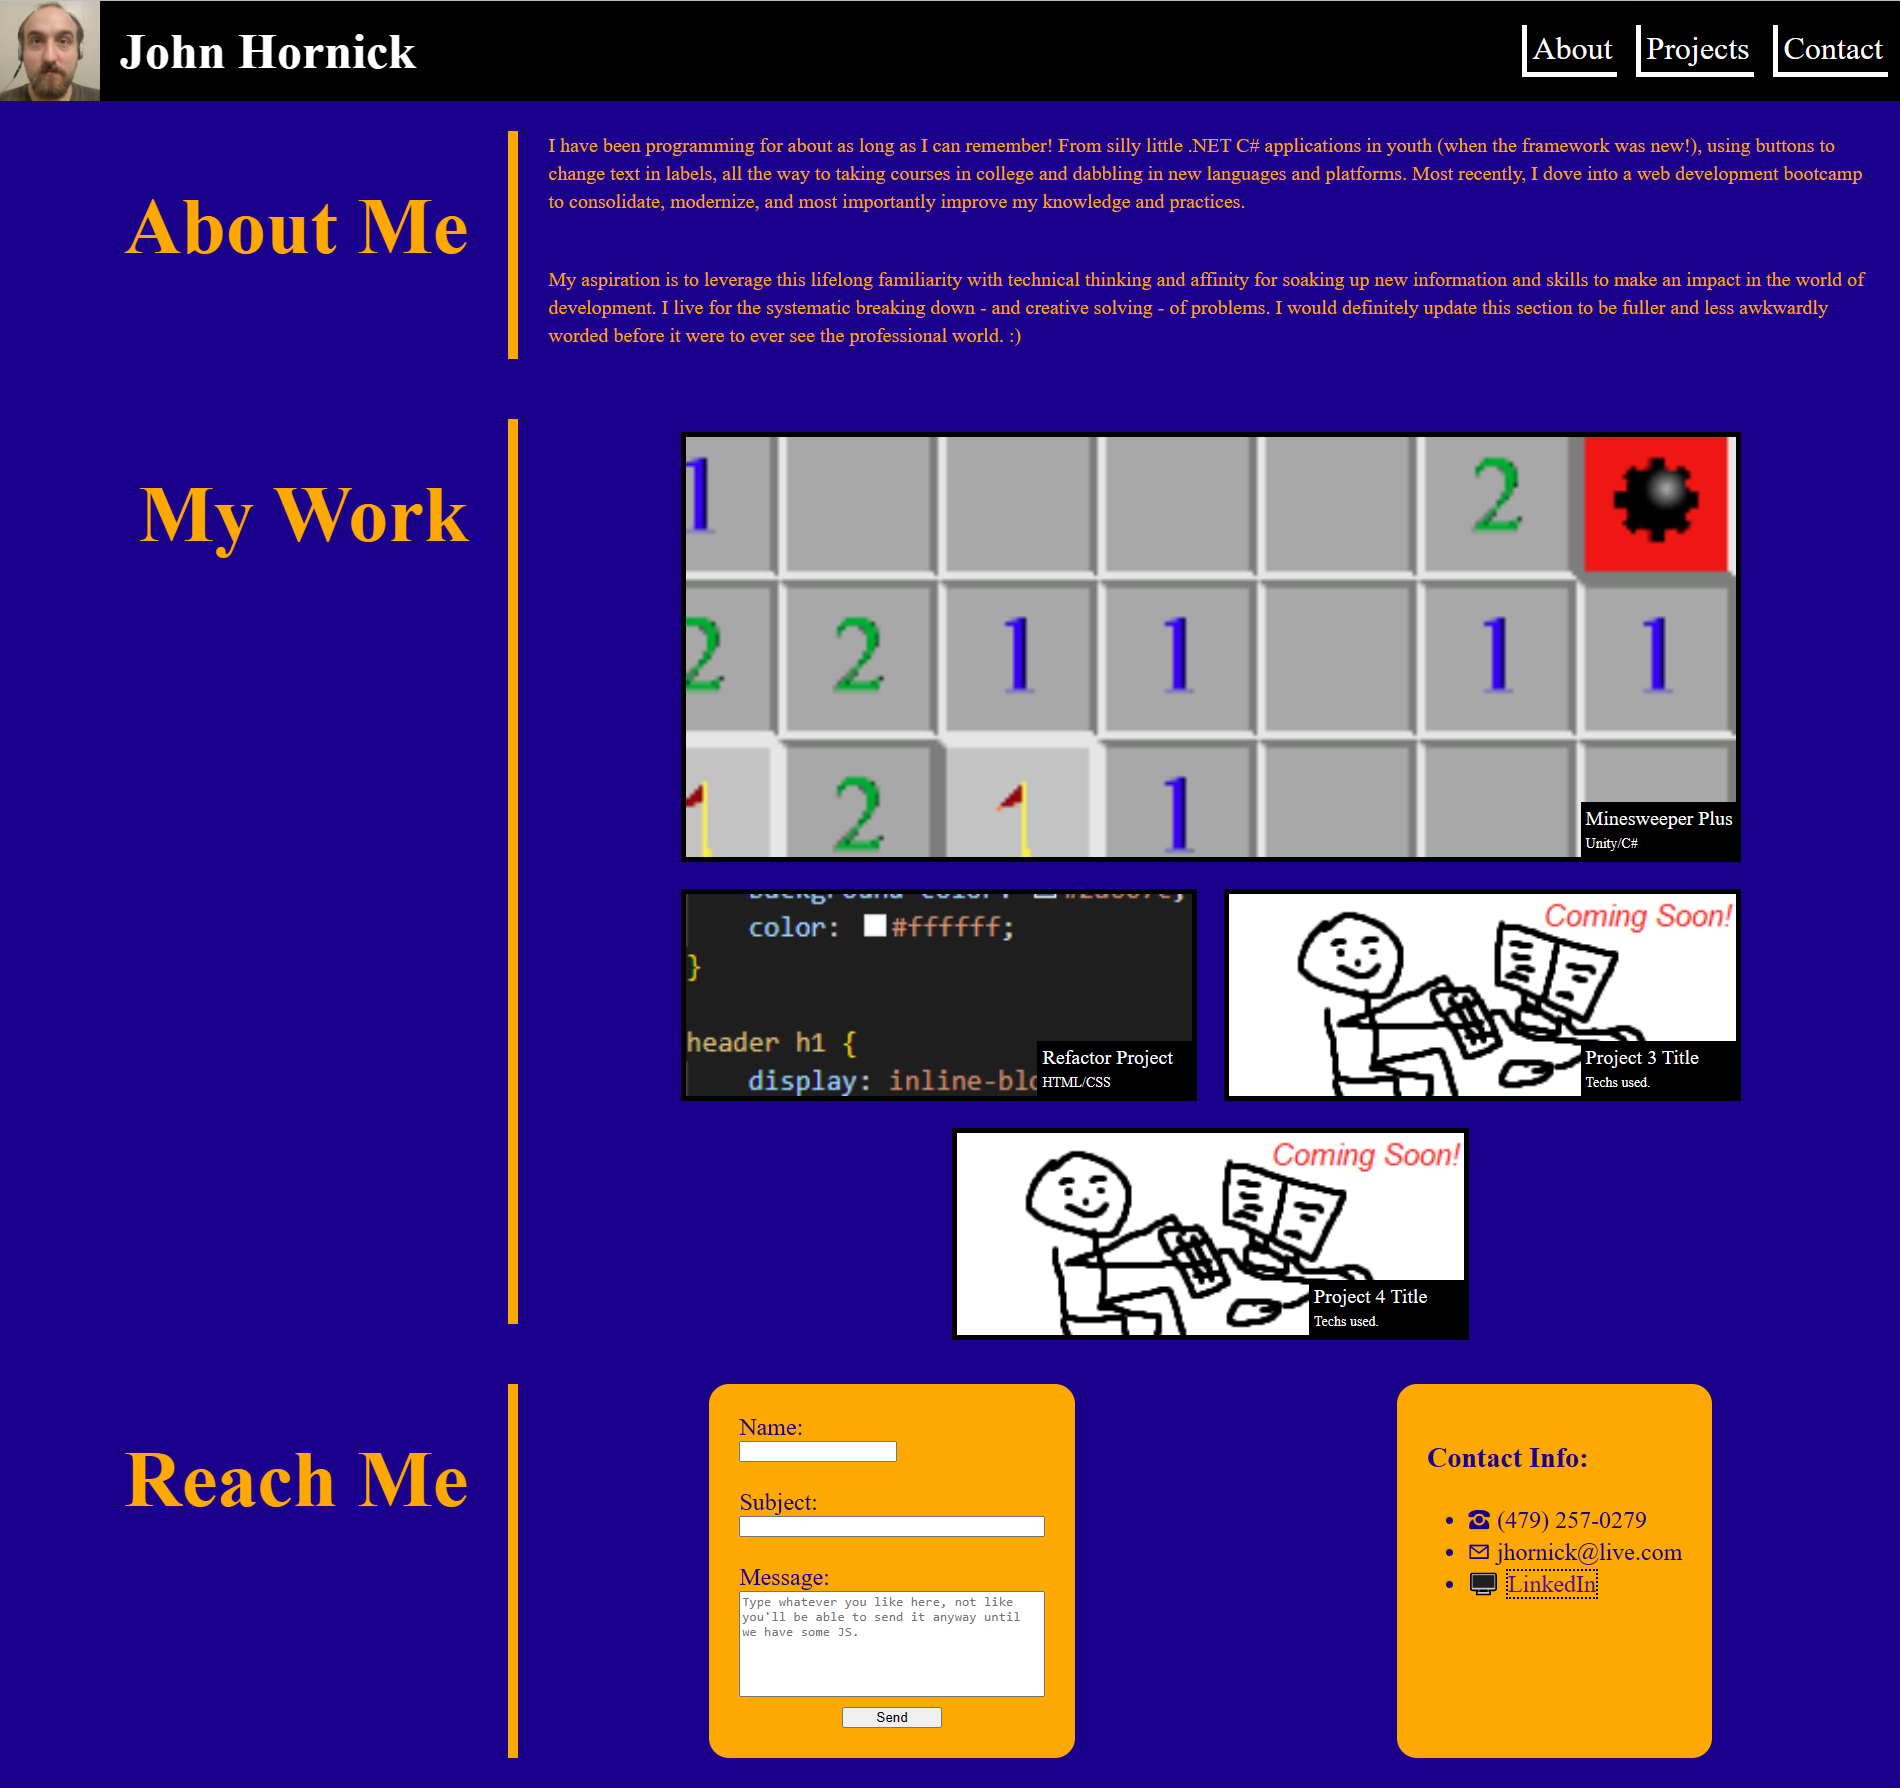 John Hornick
About Projects Contact
About Me
I have been programming for about as long as I can remember! From silly little .NET C# applications in youth (when the framework was new!), using buttons to
change text in labels, all the way to taking courses in college and dabbling in new languages and platforms. Most recently, I dove into a web development bootcamp
to consolidate, modernize, and most importantly improve my knowledge and practices.
My aspiration is to leverage this lifelong familiarity with technical thinking and affinity for soaking up new information and skills to make an impact in the world of
development. I live for the systematic breaking down - and creative solving - of problems. I would definitely update this section to be fuller and less awkwardly
worded before it were to ever see the professional world. :)
My Work
1 2
2 2 1 1 1 1
2 1
Minesweeper Plus
Unity/C#
color: #ffffff;
}
header h1 {
display: inline-blo
Refactor Project
HTML/CSS
Coming Soon!
Project 3 Title
Techs used.
Coming Soon!
Project 4 Title
Techs used.
Reach Me
Name:
Subject:
Message:
Type whatever you like here, not like
you'll be able to send it anyway until
we have some JS.
Send
Contact Info:
(479) 257-0279
jhornick@live.com
LinkedIn